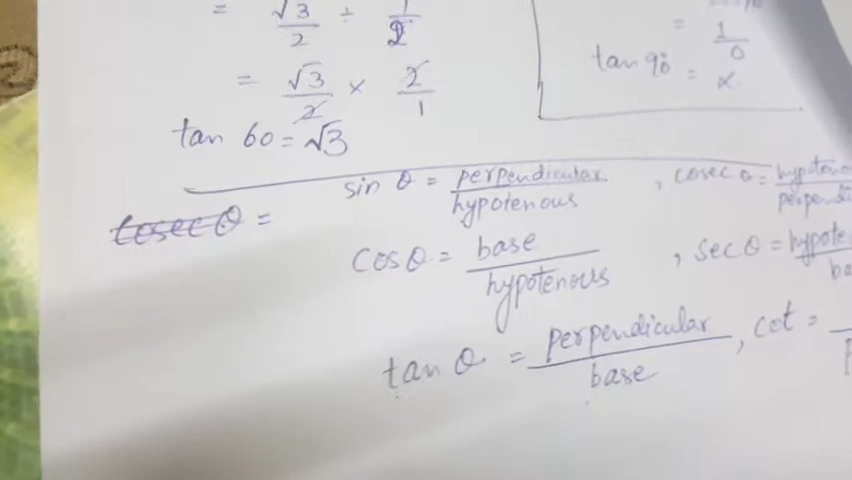 = √3/2 ÷ 1/2
= √3/2 × 2/1
tan 60 = √3
= 1/0
tan 90 = ∝
sin θ = perpendicular/hypotenous , cosec θ =
cosec θ =
cos θ = base/hypotenous , sec θ =
tan θ = perpendicular/base , cot =